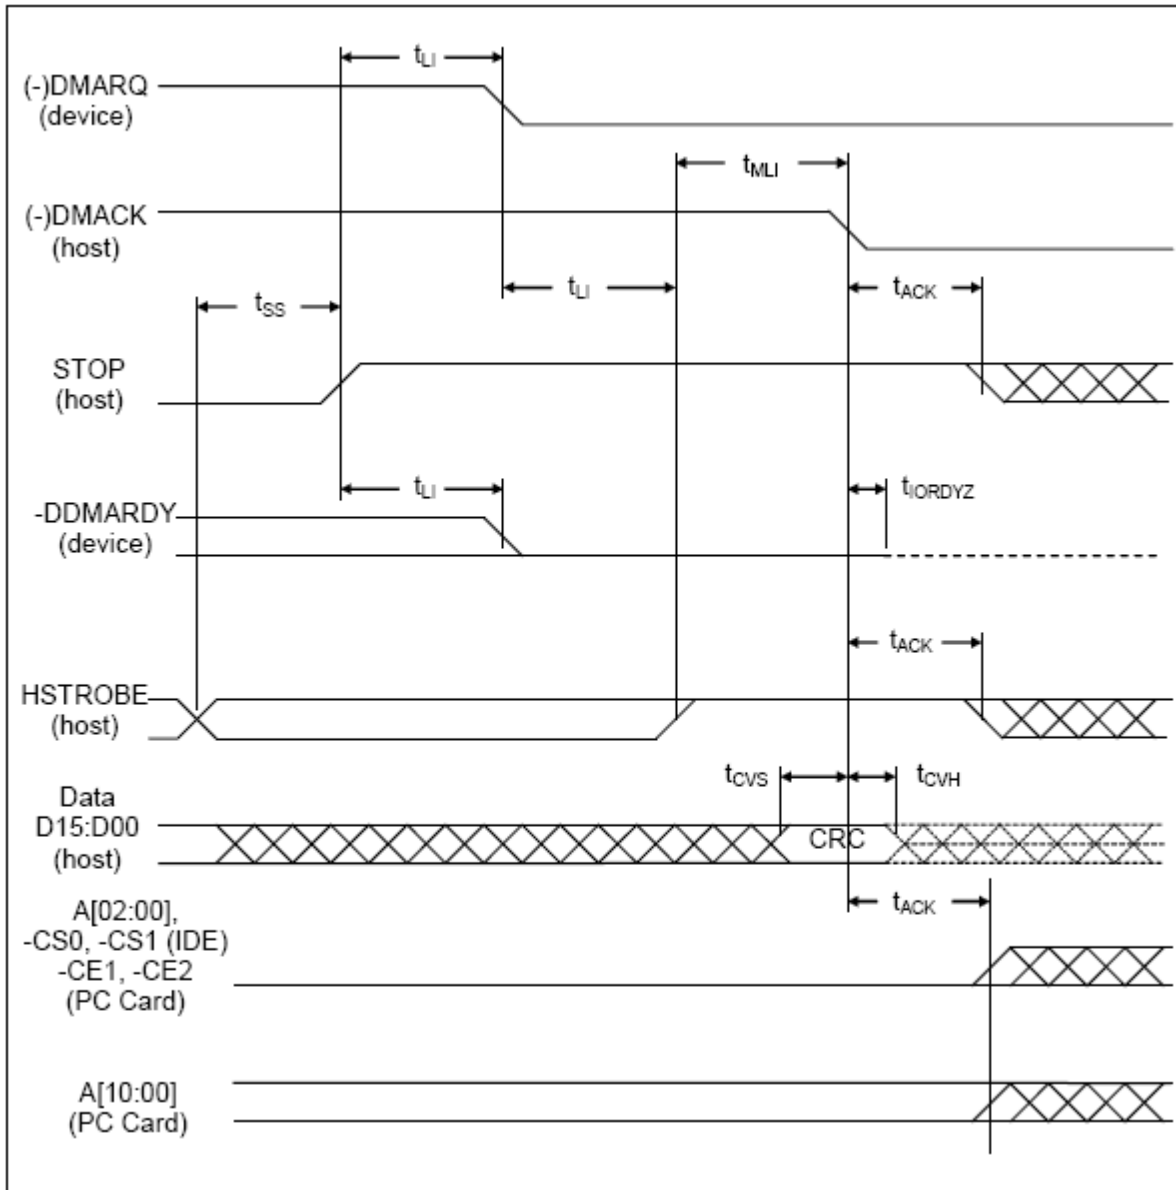 t_LI
(-)DMARQ
(device)
t_MLI
(-)DMACK
(host)
t_SS
t_LI
t_ACK
STOP
(host)
t_LI
t_IORDYZ
-DDMARDY
(device)
t_ACK
HSTROBE
(host)
t_CVS
t_CVH
Data
D15:D00
(host)
CRC
t_ACK
A[02:00],
-CS0, -CS1 (IDE)
-CE1, -CE2
(PC Card)
A[10:00]
(PC Card)